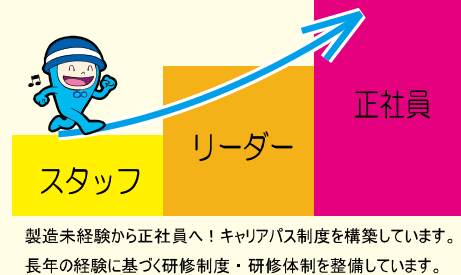 正社員
リーダー
スタッフ
製造未経験から正社員へ！キャリアパス制度を構築しています。
長年の経験に基づく研修制度・研修体制を整備しています。